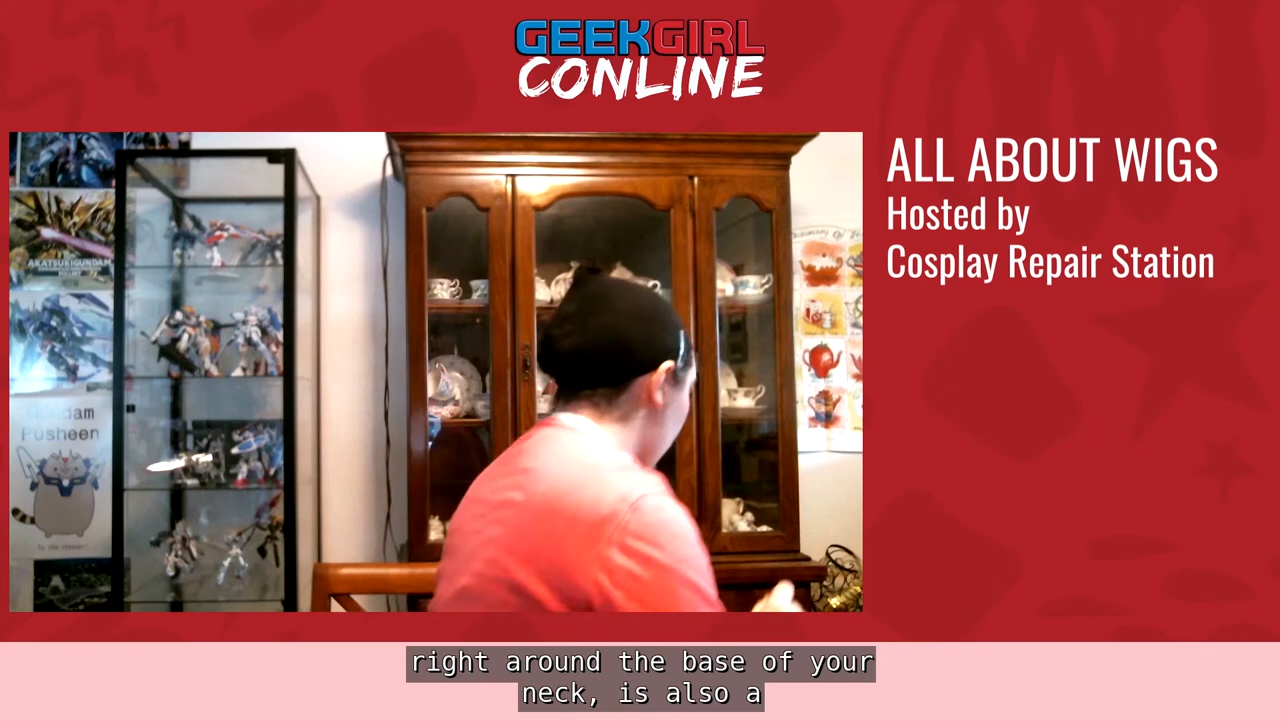 GEEKGIRL
CONLINE
ALL ABOUT WIGS
Hosted by
Cosplay Repair Station
AKATSUKIGUNDAM
Gundam
Pusheen
right around the base of your
neck, is also a